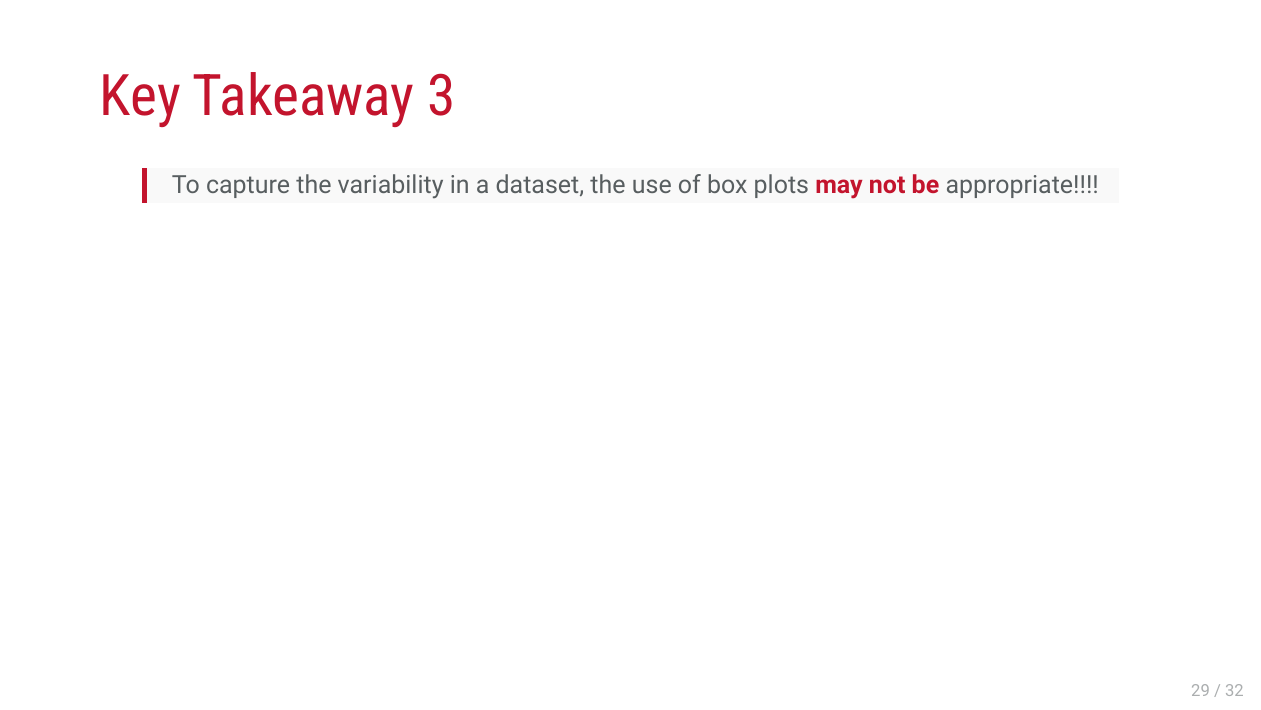 Key Takeaway 3
To capture the variability in a dataset, the use of box plots may not be appropriate!!!!
29 / 32